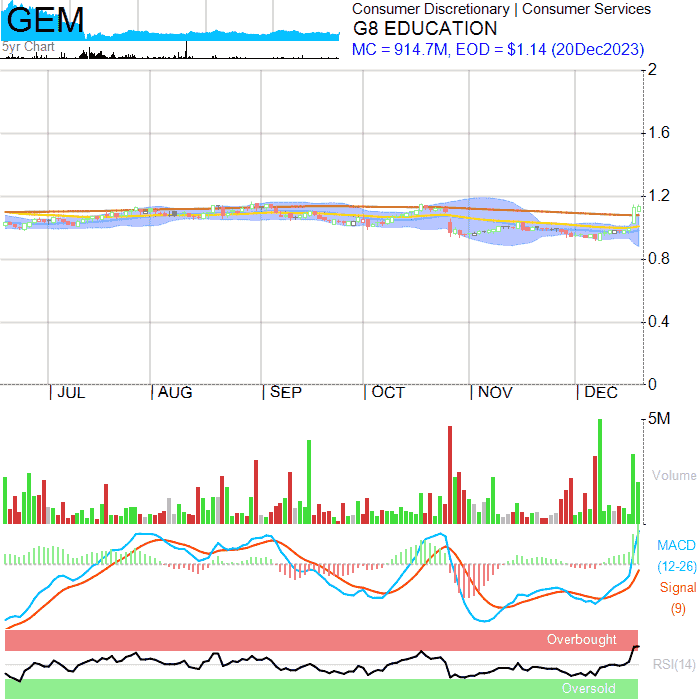 GEM
5yr Chart
Consumer Discretionary | Consumer Services
G8 EDUCATION
MC = 914.7M, EOD = $1.14 (20Dec2023)
2
1.6
1.2
0.8
0.4
0
| JUL | AUG | SEP | OCT | NOV | DEC
5M
Volume
MACD
(12-26)
Signal
(9)
Overbought
RSI(14)
Oversold